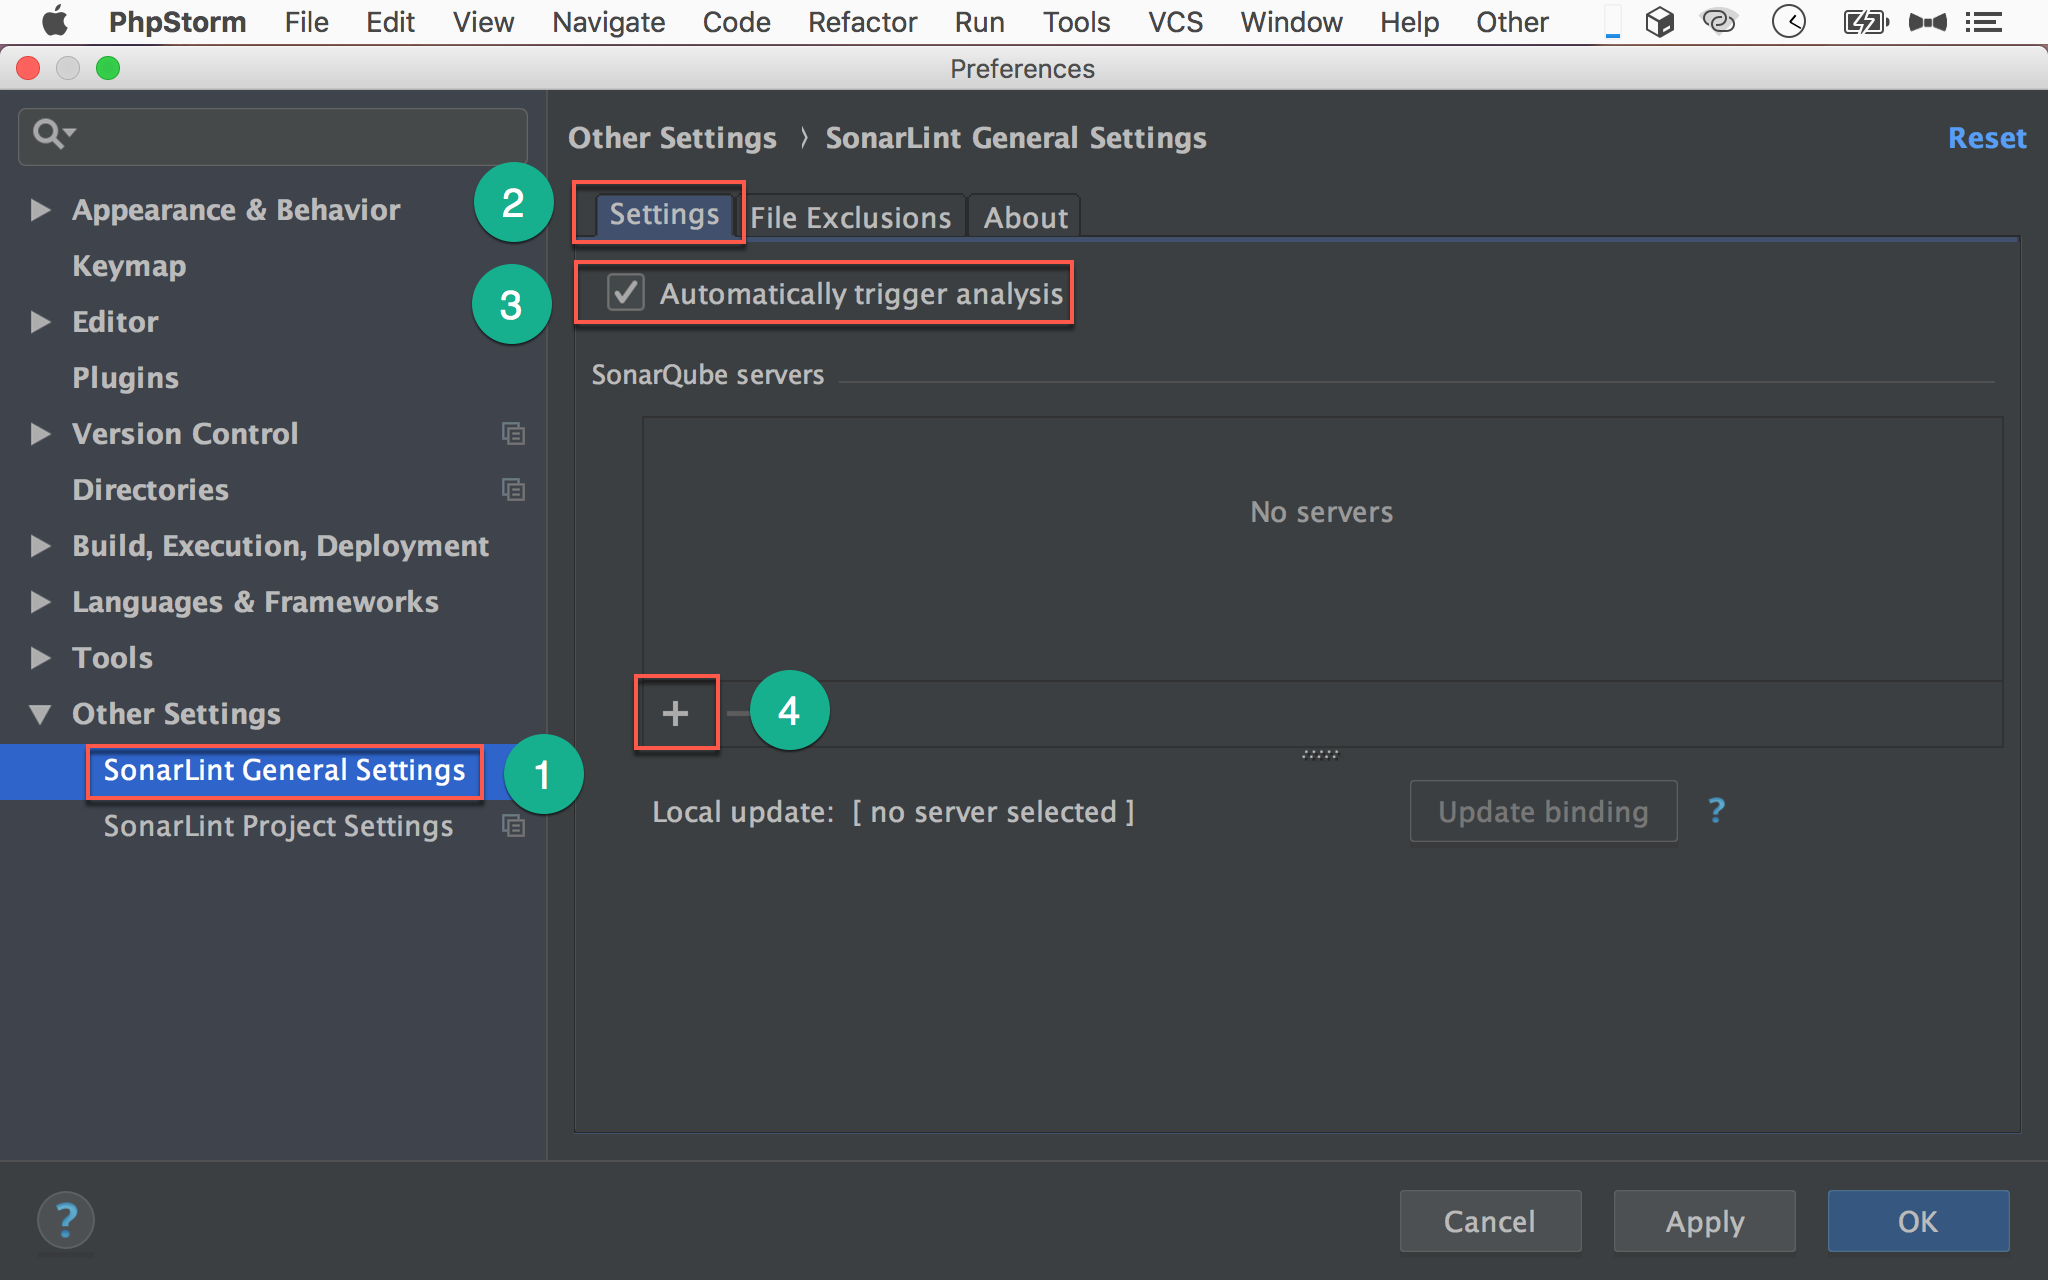 PhpStorm File Edit View Navigate Code Refactor Run Tools VCS Window Help Other
Preferences
Other Settings › SonarLint General Settings Reset
Appearance & Behavior
Keymap
Editor
Plugins
Version Control
Directories
Build, Execution, Deployment
Languages & Frameworks
Tools
Other Settings
SonarLint General Settings
1
SonarLint Project Settings
2
Settings File Exclusions About
3
Automatically trigger analysis
SonarQube servers
No servers
+ − 4
Local update: [ no server selected ] Update binding ?
? Cancel Apply OK